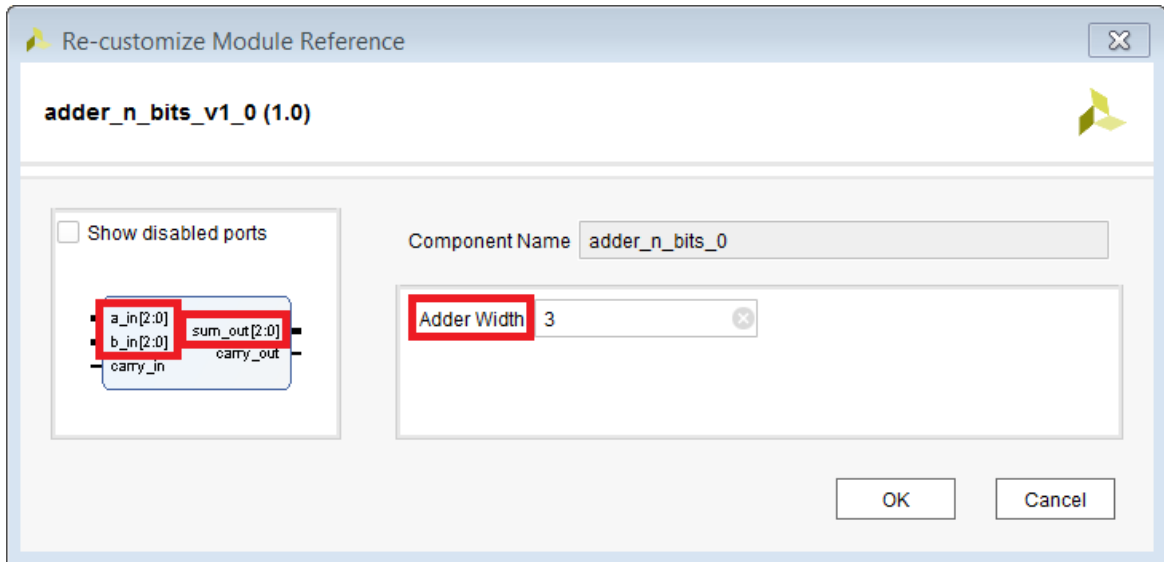 Re-customize Module Reference
adder_n_bits_v1_0 (1.0)
Show disabled ports
a_in[2:0]
b_in[2:0]
carry_in
sum_out[2:0]
carry_out
Component Name adder_n_bits_0
Adder Width 3
OK Cancel